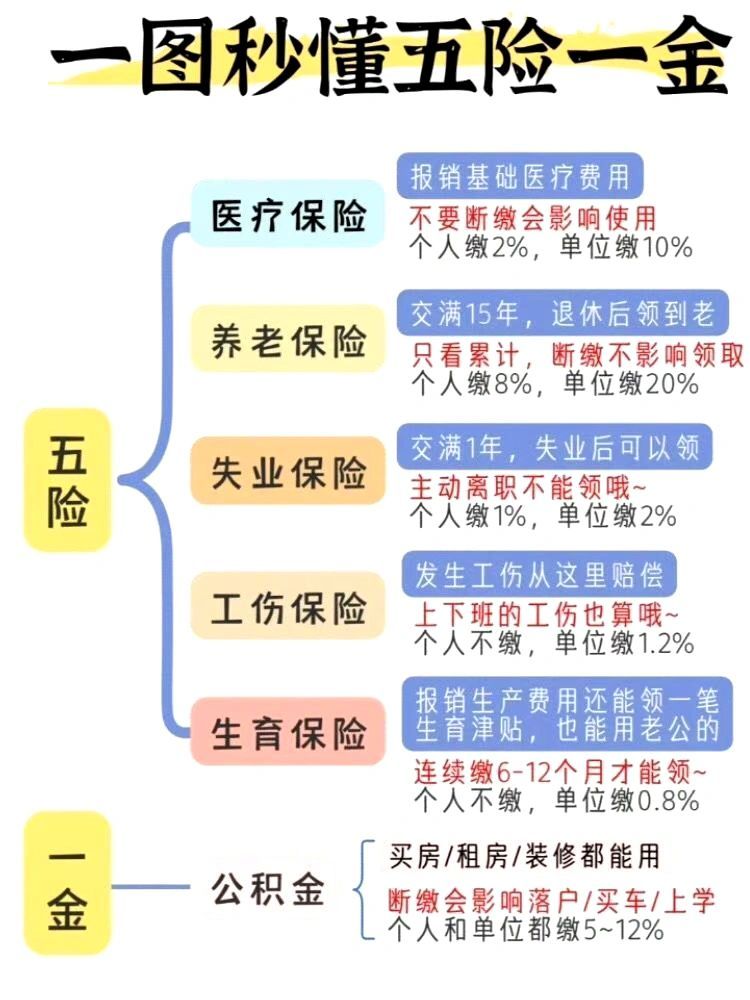 一图秒懂五险一金
五险
医疗保险
报销基础医疗费用
不要断缴会影响使用
个人缴2%，单位缴10%
养老保险
交满15年，退休后领到老
只看累计，断缴不影响领取
个人缴8%，单位缴20%
失业保险
交满1年，失业后可以领
主动离职不能领哦~
个人缴1%，单位缴2%
工伤保险
发生工伤从这里赔偿
上下班的工伤也算哦~
个人不缴，单位缴1.2%
生育保险
报销生产费用还能领一笔
生育津贴，也能用老公的
连续缴6-12个月才能领~
个人不缴，单位缴0.8%
一金
公积金
买房/租房/装修都能用
断缴会影响落户/买车/上学
个人和单位都缴5~12%